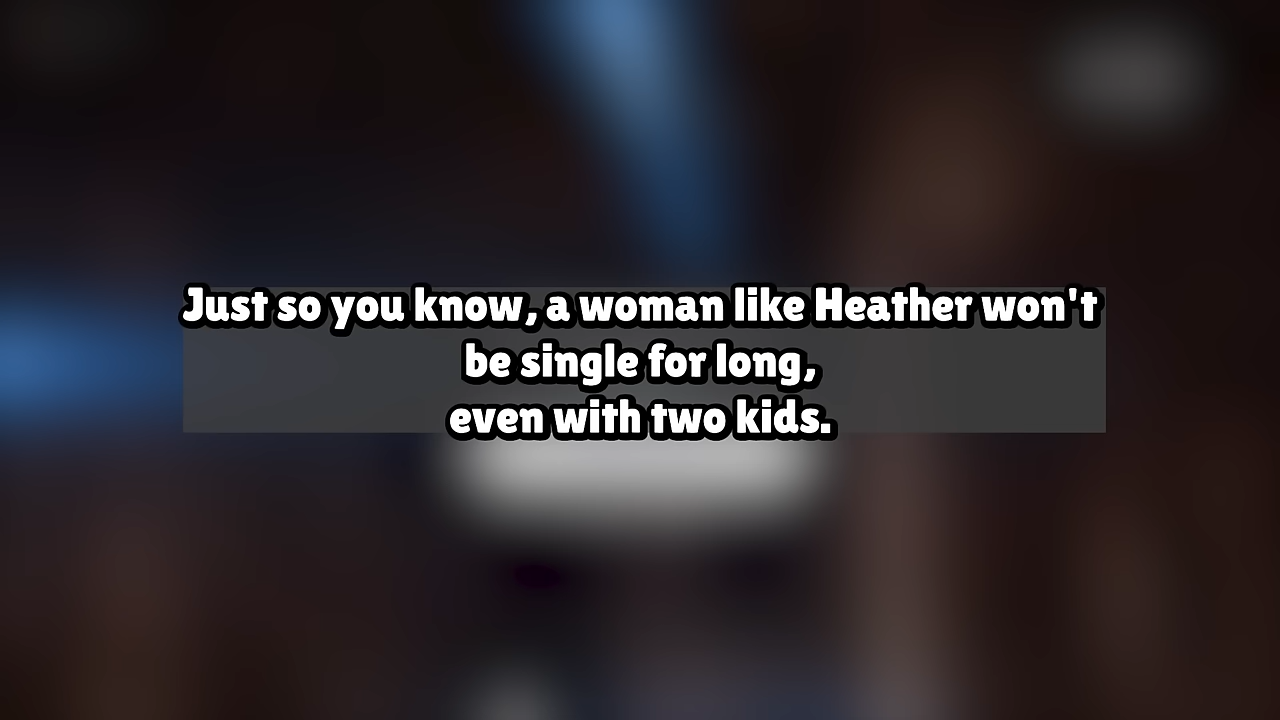 Just so you know, a woman like Heather won't
be single for long,
even with two kids.